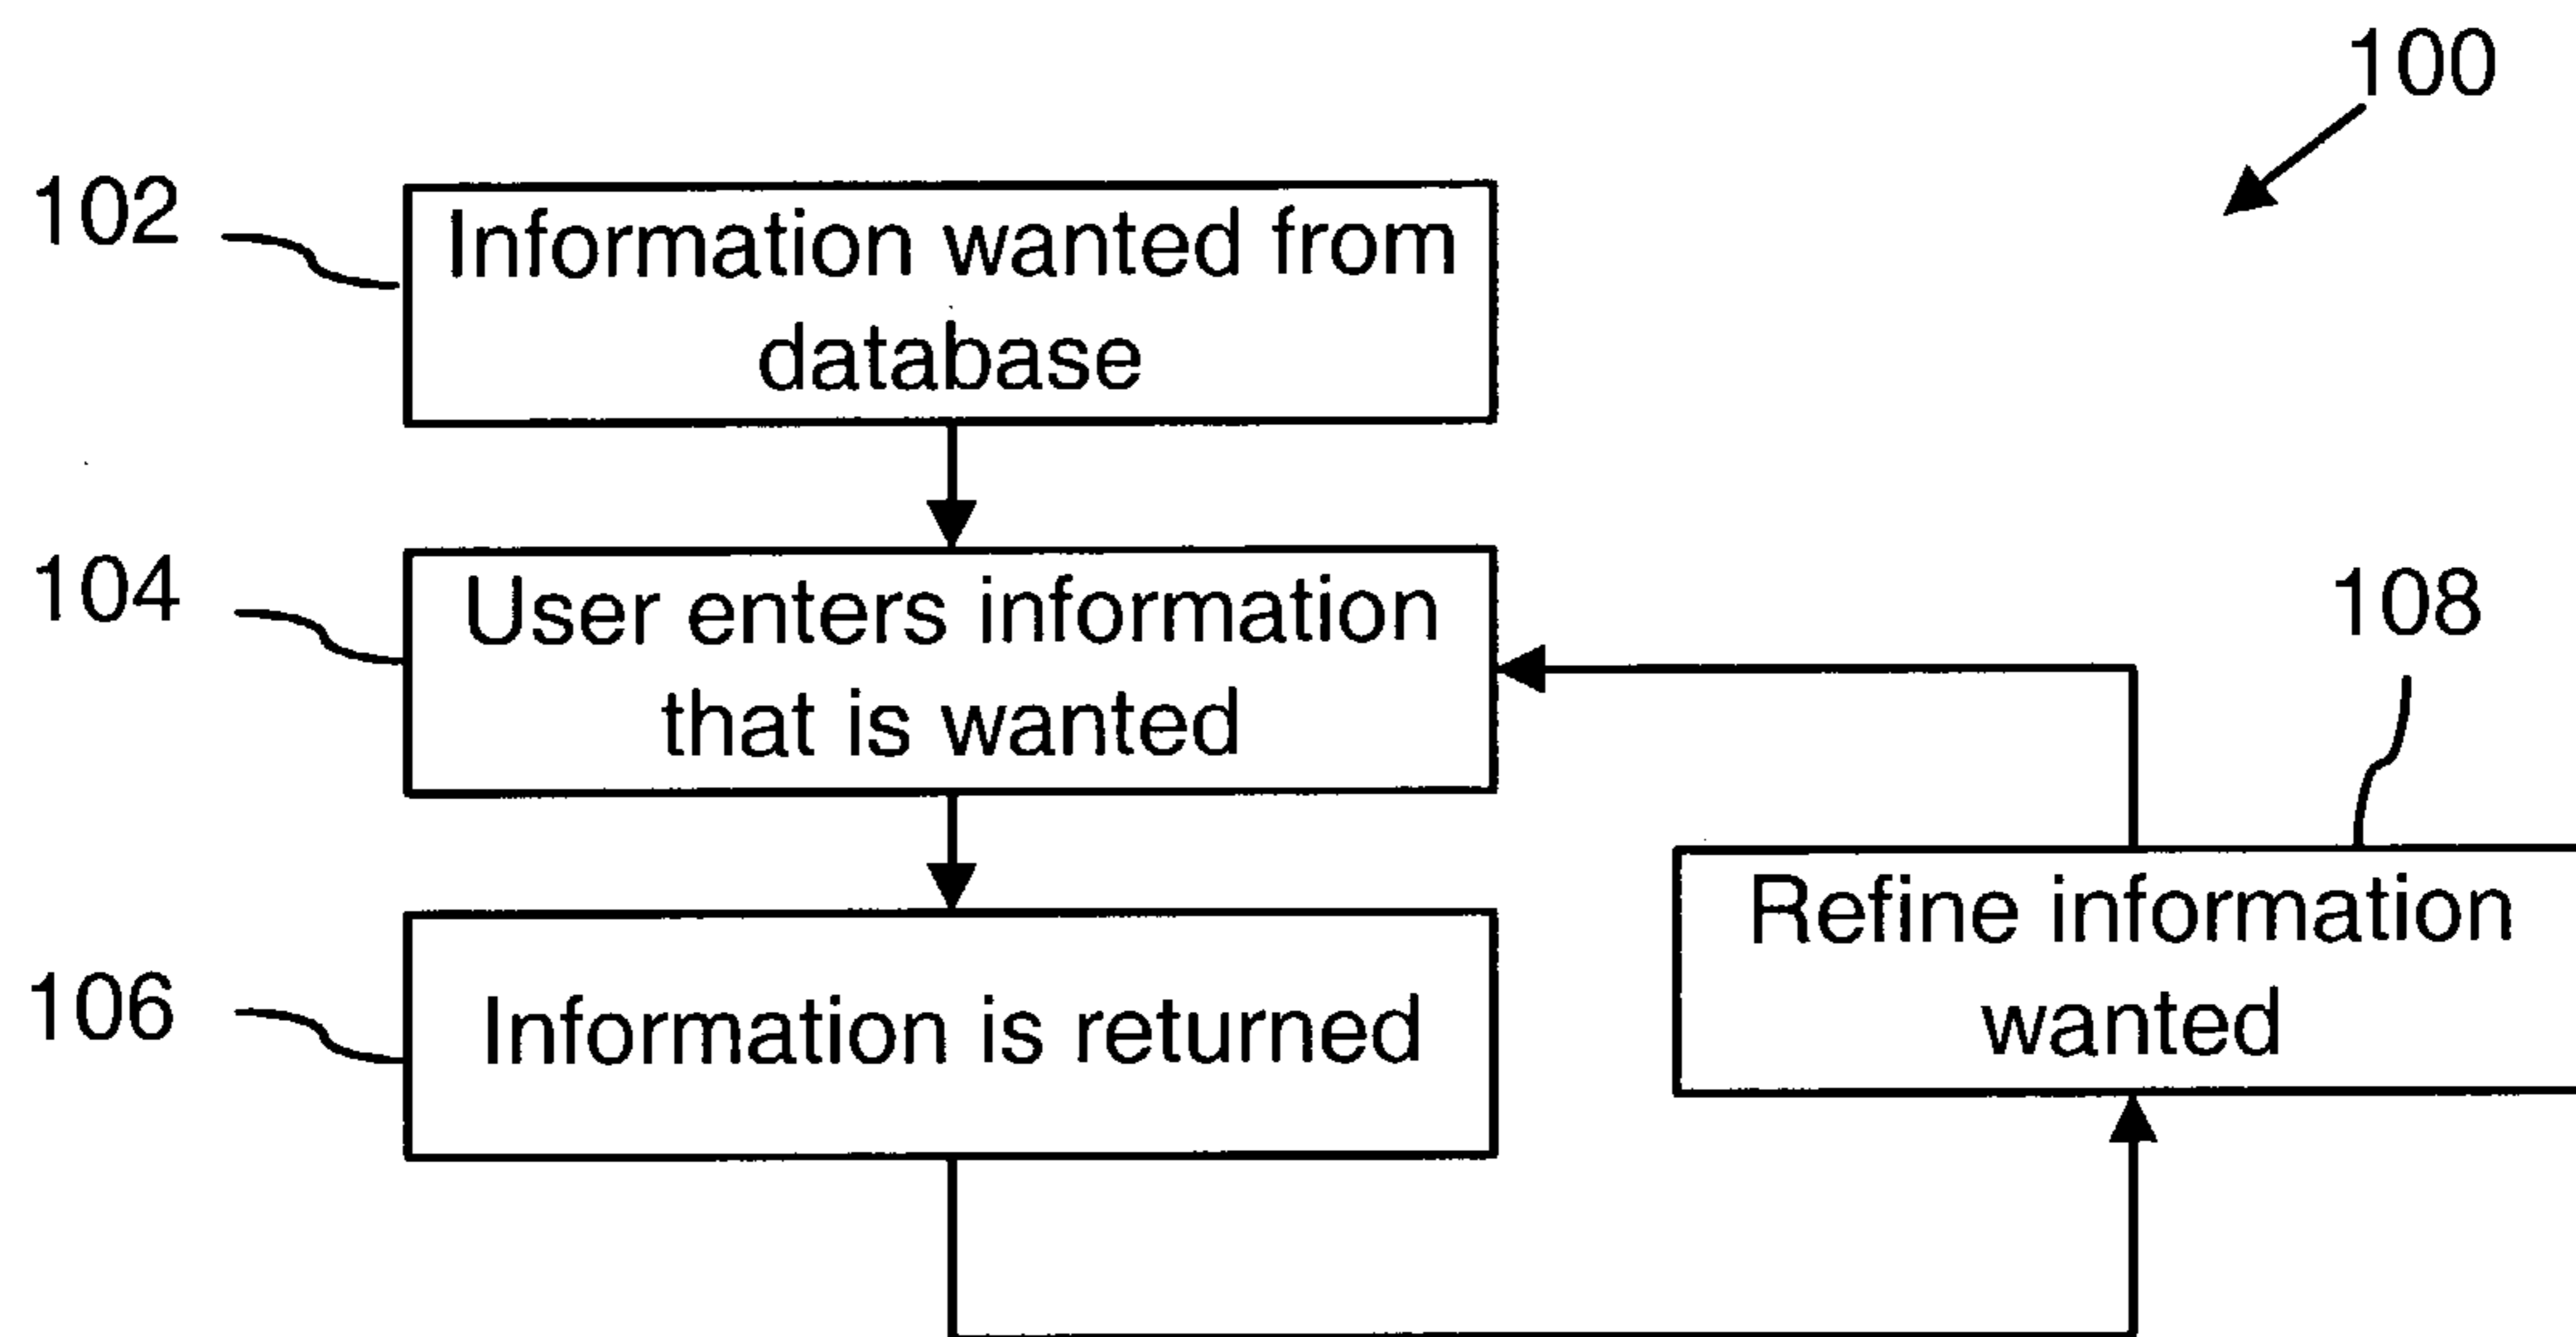 100
102
Information wanted from
database
104
User enters information
that is wanted
108
Refine information
wanted
106
Information is returned